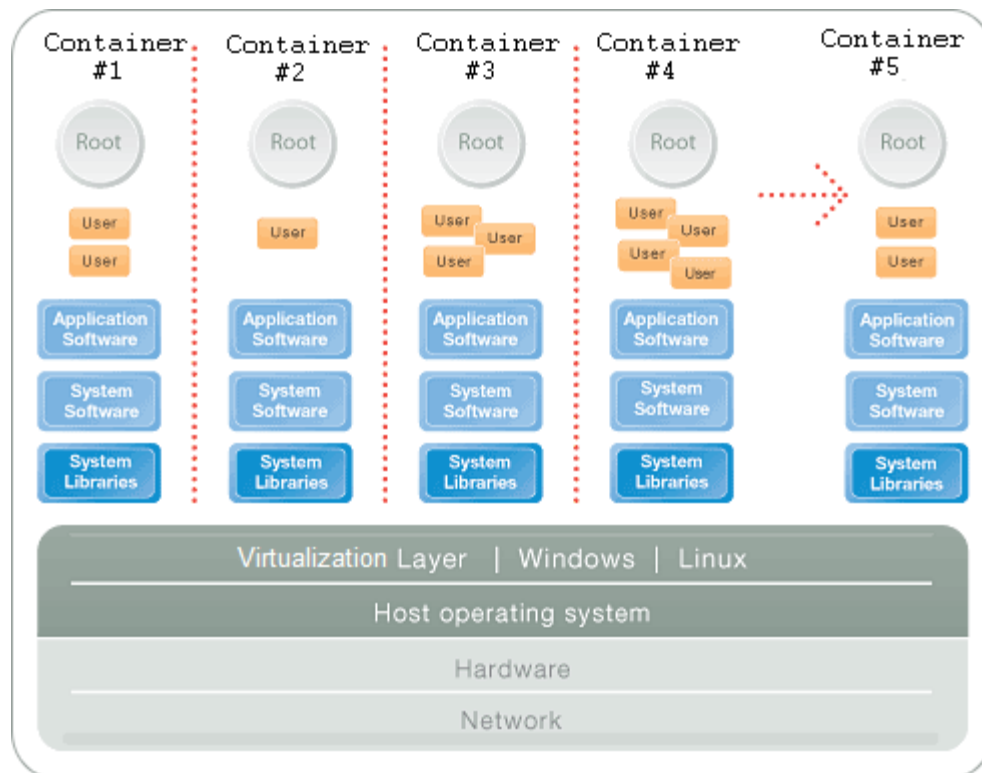 Container #1
Container #2
Container #3
Container #4
Container #5
Root
Root
Root
Root
Root
User
User
User
User
User
User
User
User
User
User
User
User
Application Software
Application Software
Application Software
Application Software
Application Software
System Software
System Software
System Software
System Software
System Software
System Libraries
System Libraries
System Libraries
System Libraries
System Libraries
Virtualization Layer | Windows | Linux
Host operating system
Hardware
Network